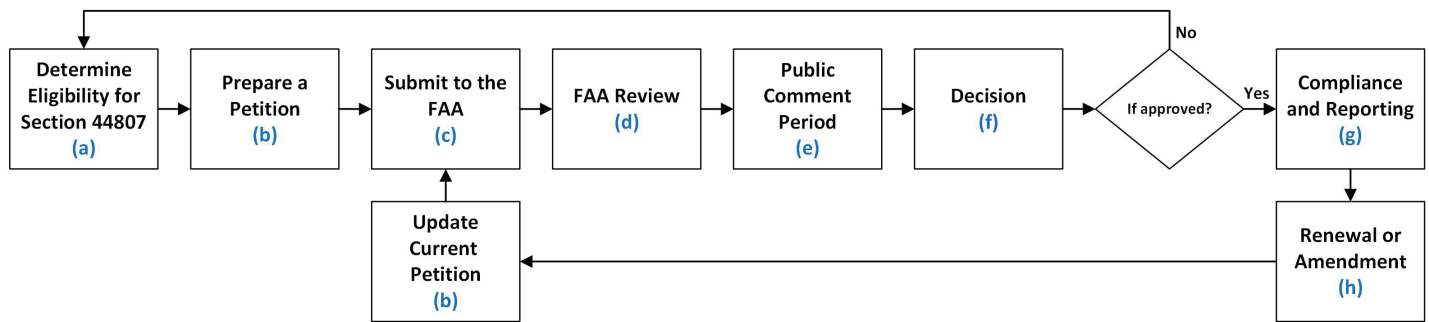 No
Determine
Eligibility for
Section 44807
(a)
Prepare a
Petition
(b)
Submit to the
FAA
(c)
FAA Review
(d)
Public
Comment
Period
(e)
Decision
(f)
If approved?
Yes
Compliance
and Reporting
(g)
Update
Current
Petition
(b)
Renewal or
Amendment
(h)